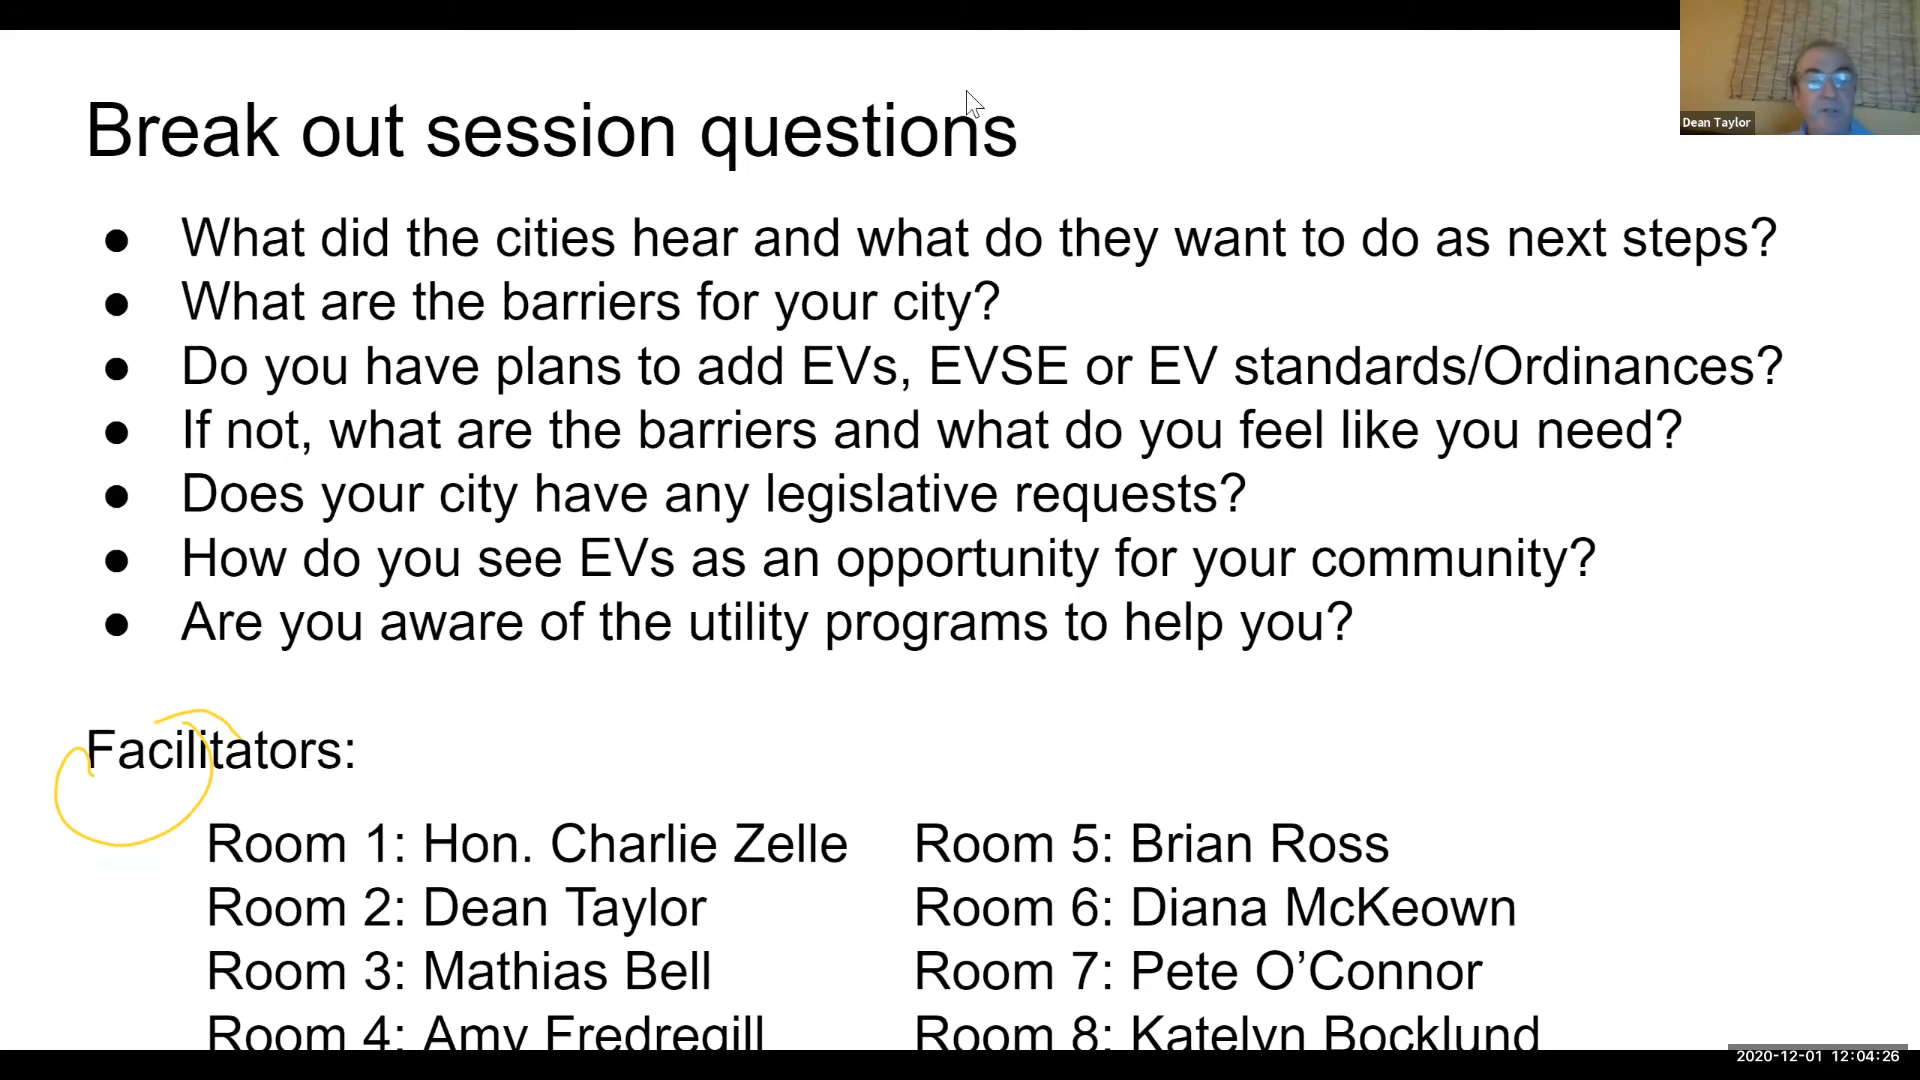 Dean Taylor
Break out session questions
● What did the cities hear and what do they want to do as next steps?
● What are the barriers for your city?
● Do you have plans to add EVs, EVSE or EV standards/Ordinances?
● If not, what are the barriers and what do you feel like you need?
● Does your city have any legislative requests?
● How do you see EVs as an opportunity for your community?
● Are you aware of the utility programs to help you?
Facilitators:
Room 1: Hon. Charlie Zelle
Room 2: Dean Taylor
Room 3: Mathias Bell
Room 4: Amy Fredregill
Room 5: Brian Ross
Room 6: Diana McKeown
Room 7: Pete O’Connor
Room 8: Katelyn Bocklund
2020-12-01 12:04:26